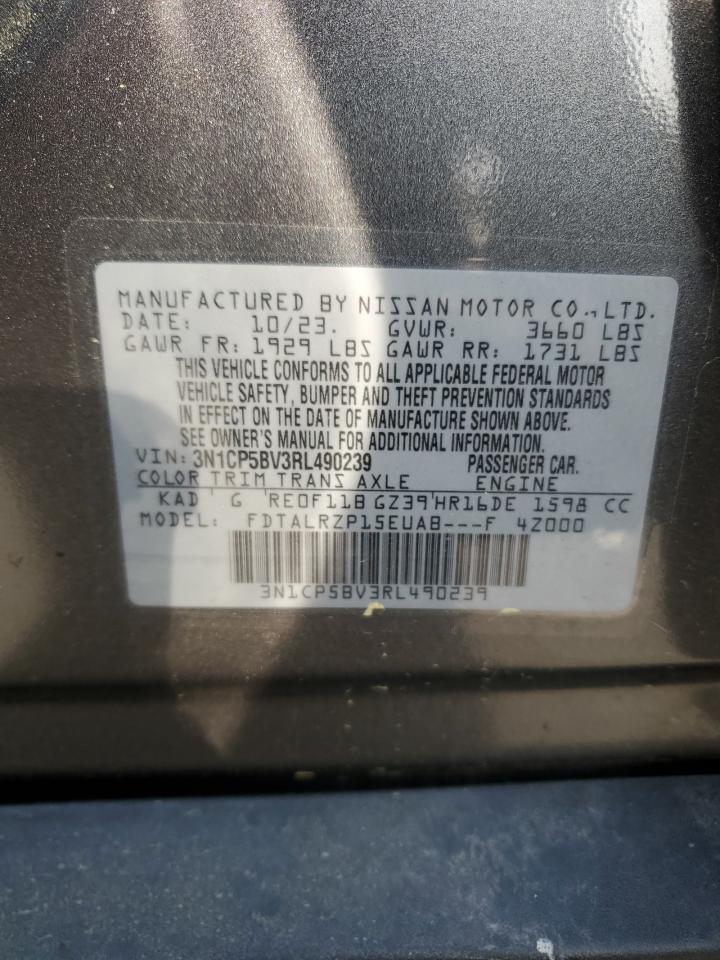 MANUFACTURED BY NISSAN MOTOR CO., LTD.
DATE: 10/23. GVWR: 3660 LBS
GAWR FR: 1929 LBS GAWR RR: 1731 LBS
THIS VEHICLE CONFORMS TO ALL APPLICABLE FEDERAL MOTOR
VEHICLE SAFETY, BUMPER AND THEFT PREVENTION STANDARDS
IN EFFECT ON THE DATE OF MANUFACTURE SHOWN ABOVE.
SEE OWNER'S MANUAL FOR ADDITIONAL INFORMATION.
VIN: 3N1CP5BV3RL490239 PASSENGER CAR.
COLOR TRIM TRANS AXLE ENGINE
KAD G RE0F11B GZ39 HR16DE 1598 CC
FDT: FDTALRZP15EUAB---F 4Z000
3N1CP5BV3RL490239